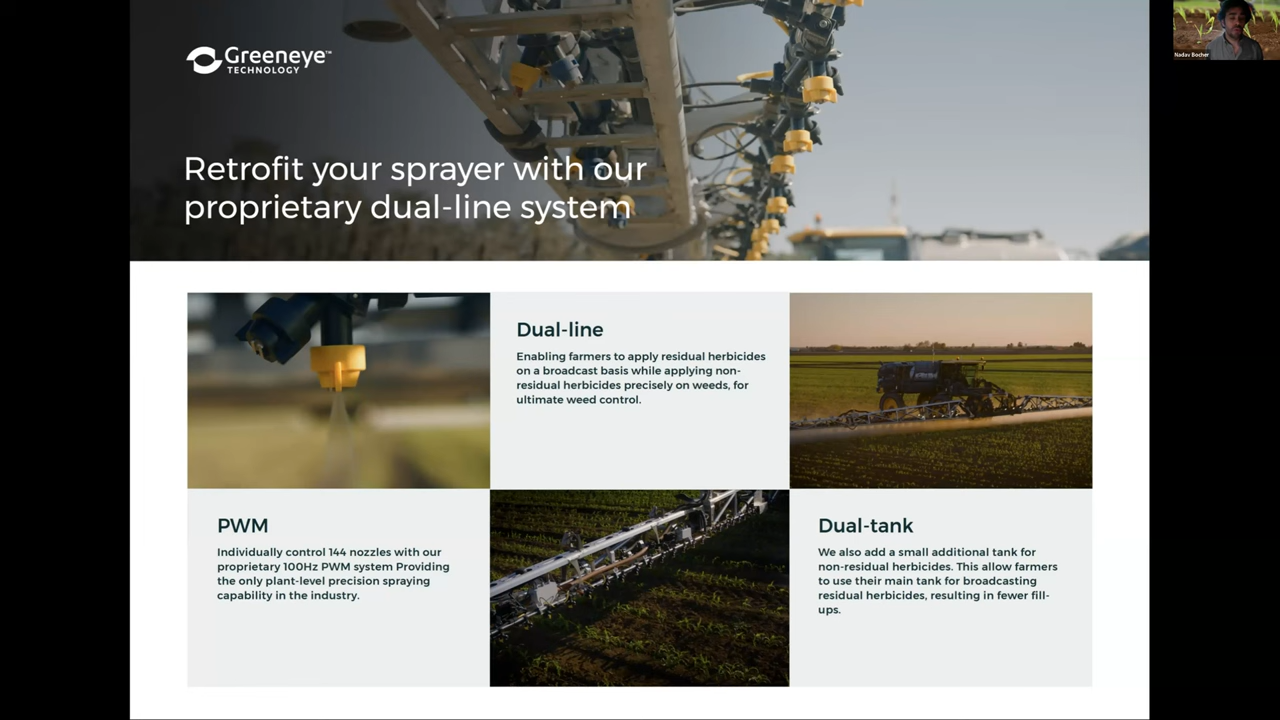 Greeneye™
TECHNOLOGY
Nadav Bocher
Retrofit your sprayer with our
proprietary dual-line system
Dual-line
Enabling farmers to apply residual herbicides
on a broadcast basis while applying non-
residual herbicides precisely on weeds, for
ultimate weed control.
PWM
Individually control 144 nozzles with our
proprietary 100Hz PWM system Providing
the only plant-level precision spraying
capability in the industry.
Dual-tank
We also add a small additional tank for
non-residual herbicides. This allow farmers
to use their main tank for broadcasting
residual herbicides, resulting in fewer fill-
ups.